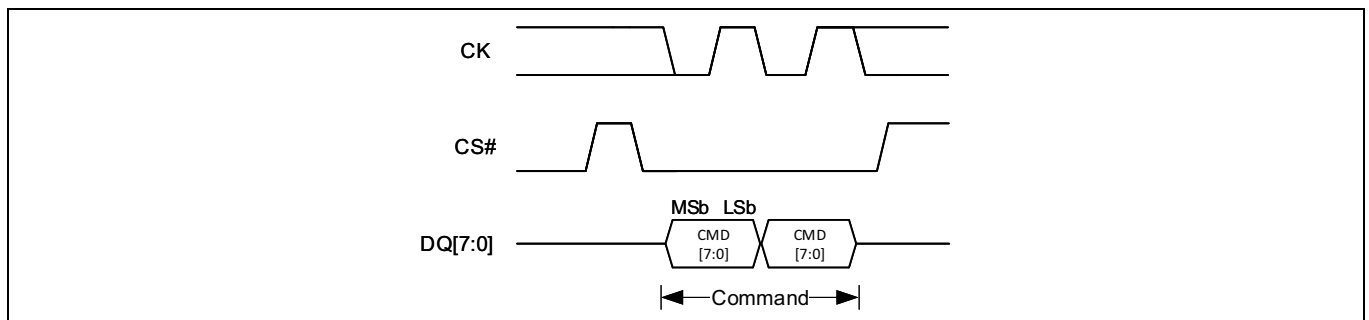 CK
CS#
MSb LSb
DQ[7:0]
CMD
[7:0]
CMD
[7:0]
Command